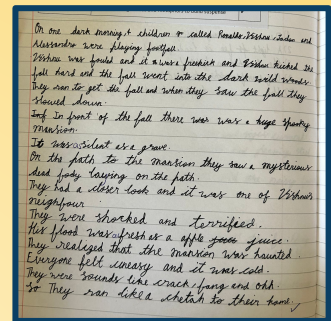 On one dark morning 4 children so called Ronaldo, Vishnu, Jadon and
Alessandro were playing football.
Vishnu was fouled and it was a freekick and Vishnu kicked the
ball hard and the ball went into the dark wild woods.
They ran to get the ball and when they saw the ball they
slowed down.
In front of the ball there was a huge spooky
mansion.
It was as silent as a grave.
On the path to the mansion they saw a mysterious
dead body laying on the path.
They had a closer look and it was one of Vishnu's
neighbour.
They were shocked and terrified.
His blood was as fresh as a apple juice.
They realized that the mansion was haunted.
Everyone felt uneasy and it was cold.
They were sounds like crack, bang and ohh.
So They ran like a chetah to their home.